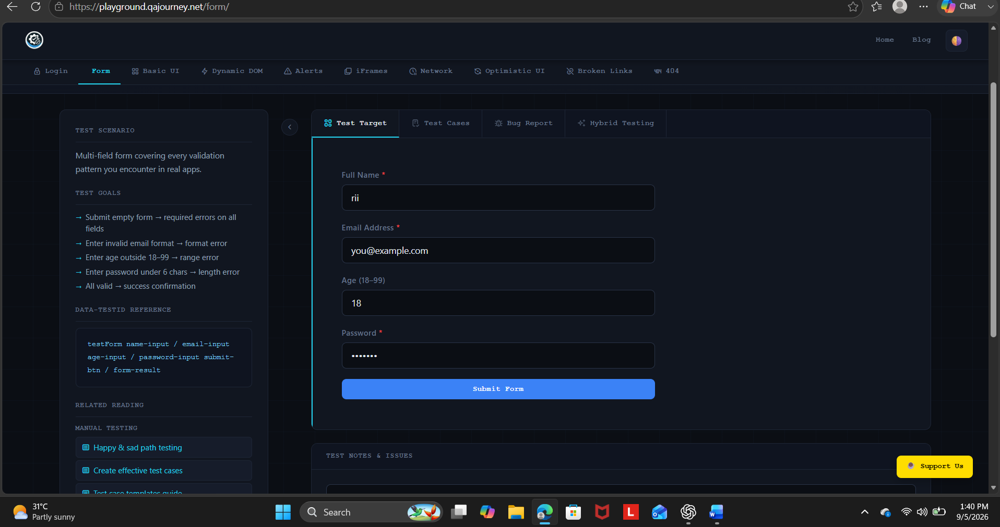 https://playground.qajourney.net/form/
Chat
Home
Blog
Login
Form
Basic UI
Dynamic DOM
Alerts
iFrames
Network
Optimistic UI
Broken Links
404 404
TEST SCENARIO
Multi-field form covering every validation
pattern you encounter in real apps.
TEST GOALS
→ Submit empty form → required errors on all
fields
→ Enter invalid email format → format error
→ Enter age outside 18–99 → range error
→ Enter password under 6 chars → length error
→ All valid → success confirmation
DATA-TESTID REFERENCE
testForm name-input / email-input
age-input / password-input submit-
btn / form-result
RELATED READING
MANUAL TESTING
Happy & sad path testing
Create effective test cases
Test case templates guide
Test Target
Test Cases
Bug Report
Hybrid Testing
Full Name *
rii
Email Address *
you@example.com
Age (18–99)
18
Password *
•••••••
Submit Form
TEST NOTES & ISSUES
Support Us
31°C
Partly sunny
Search
L
1:40 PM
9/5/2026